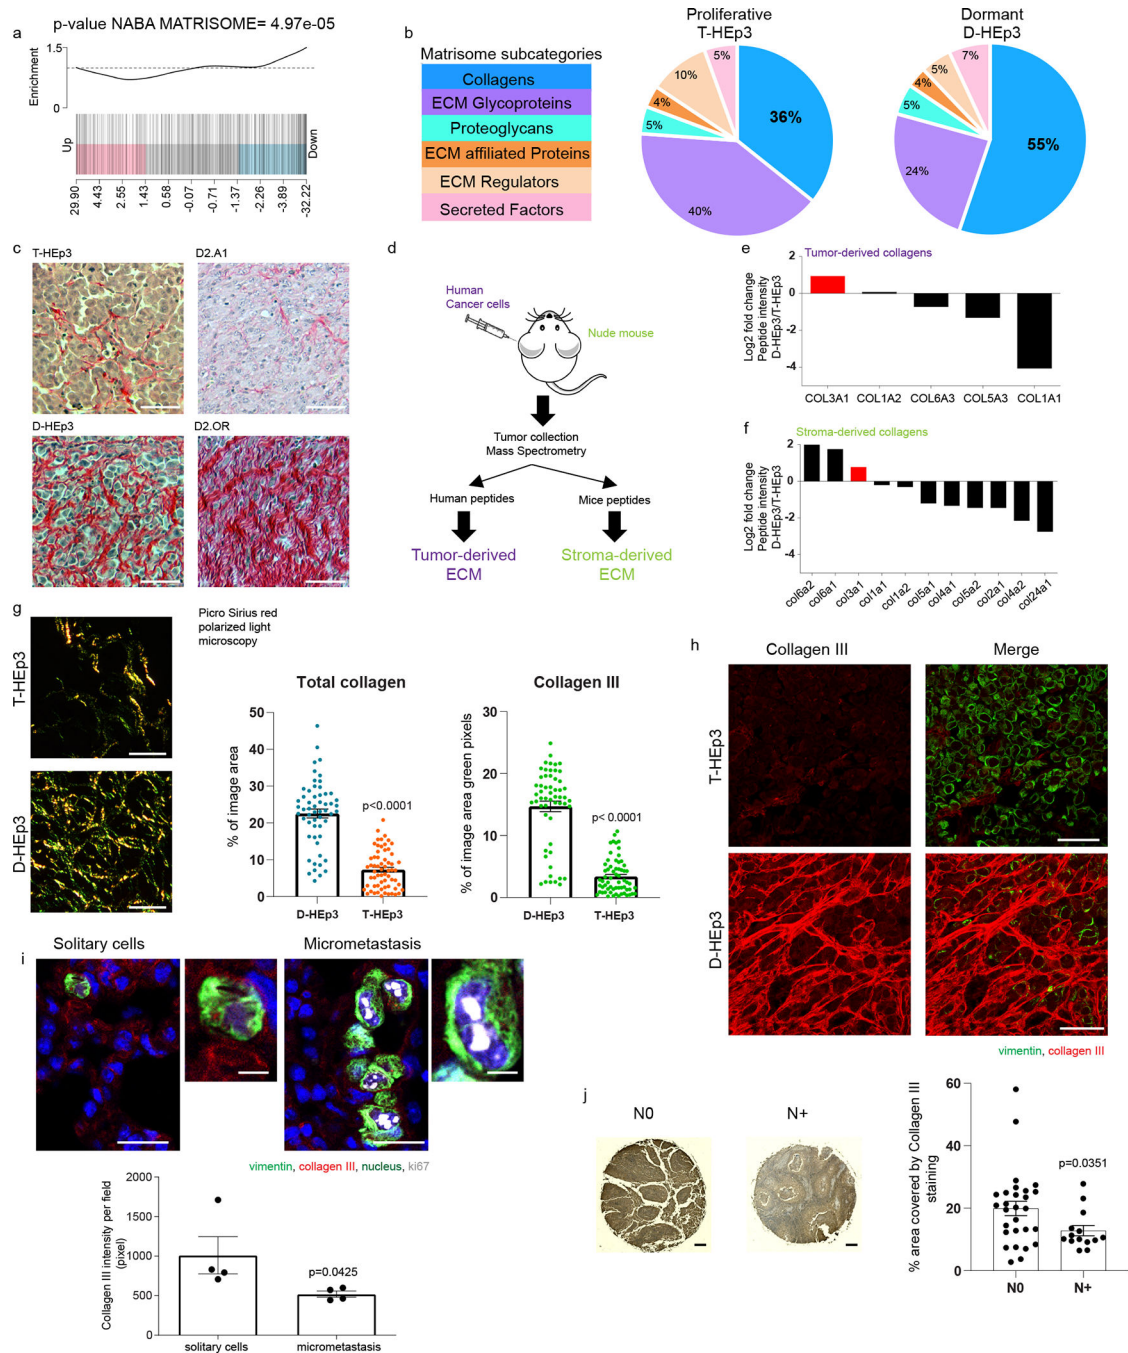 a
p-value NABA MATRISOME= 4.97e-05
Enrichment
1.5
1
0
Up
Down
29.90
4.43
2.55
1.43
0.58
-0.07
-0.71
-1.37
-2.26
-3.89
-32.22
b
Matrisome subcategories
Collagens
ECM Glycoproteins
Proteoglycans
ECM affiliated Proteins
ECM Regulators
Secreted Factors
Proliferative
T-HEp3
5%
10%
4%
5%
36%
40%
Dormant
D-HEp3
7%
5%
4%
5%
24%
55%
c
T-HEp3
D2.A1
D-HEp3
D2.OR
d
Human
Cancer cells
Nude mouse
Tumor collection
Mass Spectrometry
Human peptides
Mice peptides
Tumor-derived
ECM
Stroma-derived
ECM
e
Tumor-derived collagens
Log2 fold change
Peptide intensity
D-HEp3/T-HEp3
2
0
-2
-4
COL3A1
COL1A2
COL6A3
COL5A3
COL1A1
f
Stroma-derived collagens
Log2 fold change
Peptide intensity
D-HEp3/T-HEp3
2
0
-2
-4
col6a2
col6a1
col3a1
col1a1
col1a2
col5a1
col4a1
col5a2
col2a1
col4a2
col24a1
g
T-HEp3
D-HEp3
Picro Sirius red
polarized light
microscopy
Total collagen
% of image area
50
40
30
20
10
0
p<0.0001
D-HEp3
T-HEp3
Collagen III
% of image area green pixels
30
20
10
0
p< 0.0001
D-HEp3
T-HEp3
h
Collagen III
Merge
T-HEp3
D-HEp3
vimentin, collagen III
i
Solitary cells
Micrometastasis
vimentin, collagen III, nucleus, ki67
Collagen III intensity per field
(pixel)
2000
1500
1000
500
0
p=0.0425
solitary cells
micrometastasis
j
N0
N+
% area covered by Collagen III
staining
60
40
20
0
p=0.0351
N0
N+